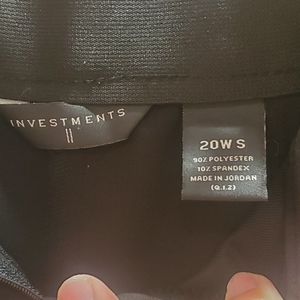 INVESTMENTS
II
20W S
90% POLYESTER
10% SPANDEX
MADE IN JORDAN
(Q.1.2)